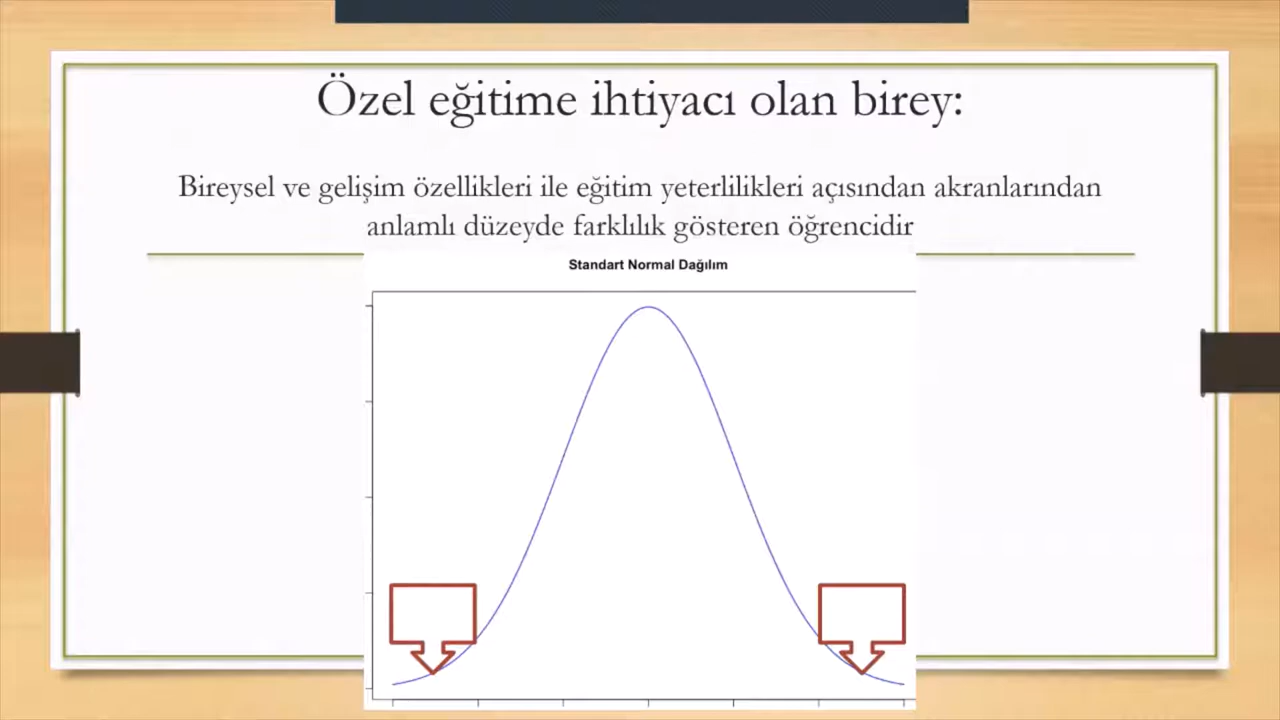 Özel eğitime ihtiyacı olan birey:
Bireysel ve gelişim özellikleri ile eğitim yeterlilikleri açısından akranlarından
anlamlı düzeyde farklılık gösteren öğrencidir
Standart Normal Dağılım